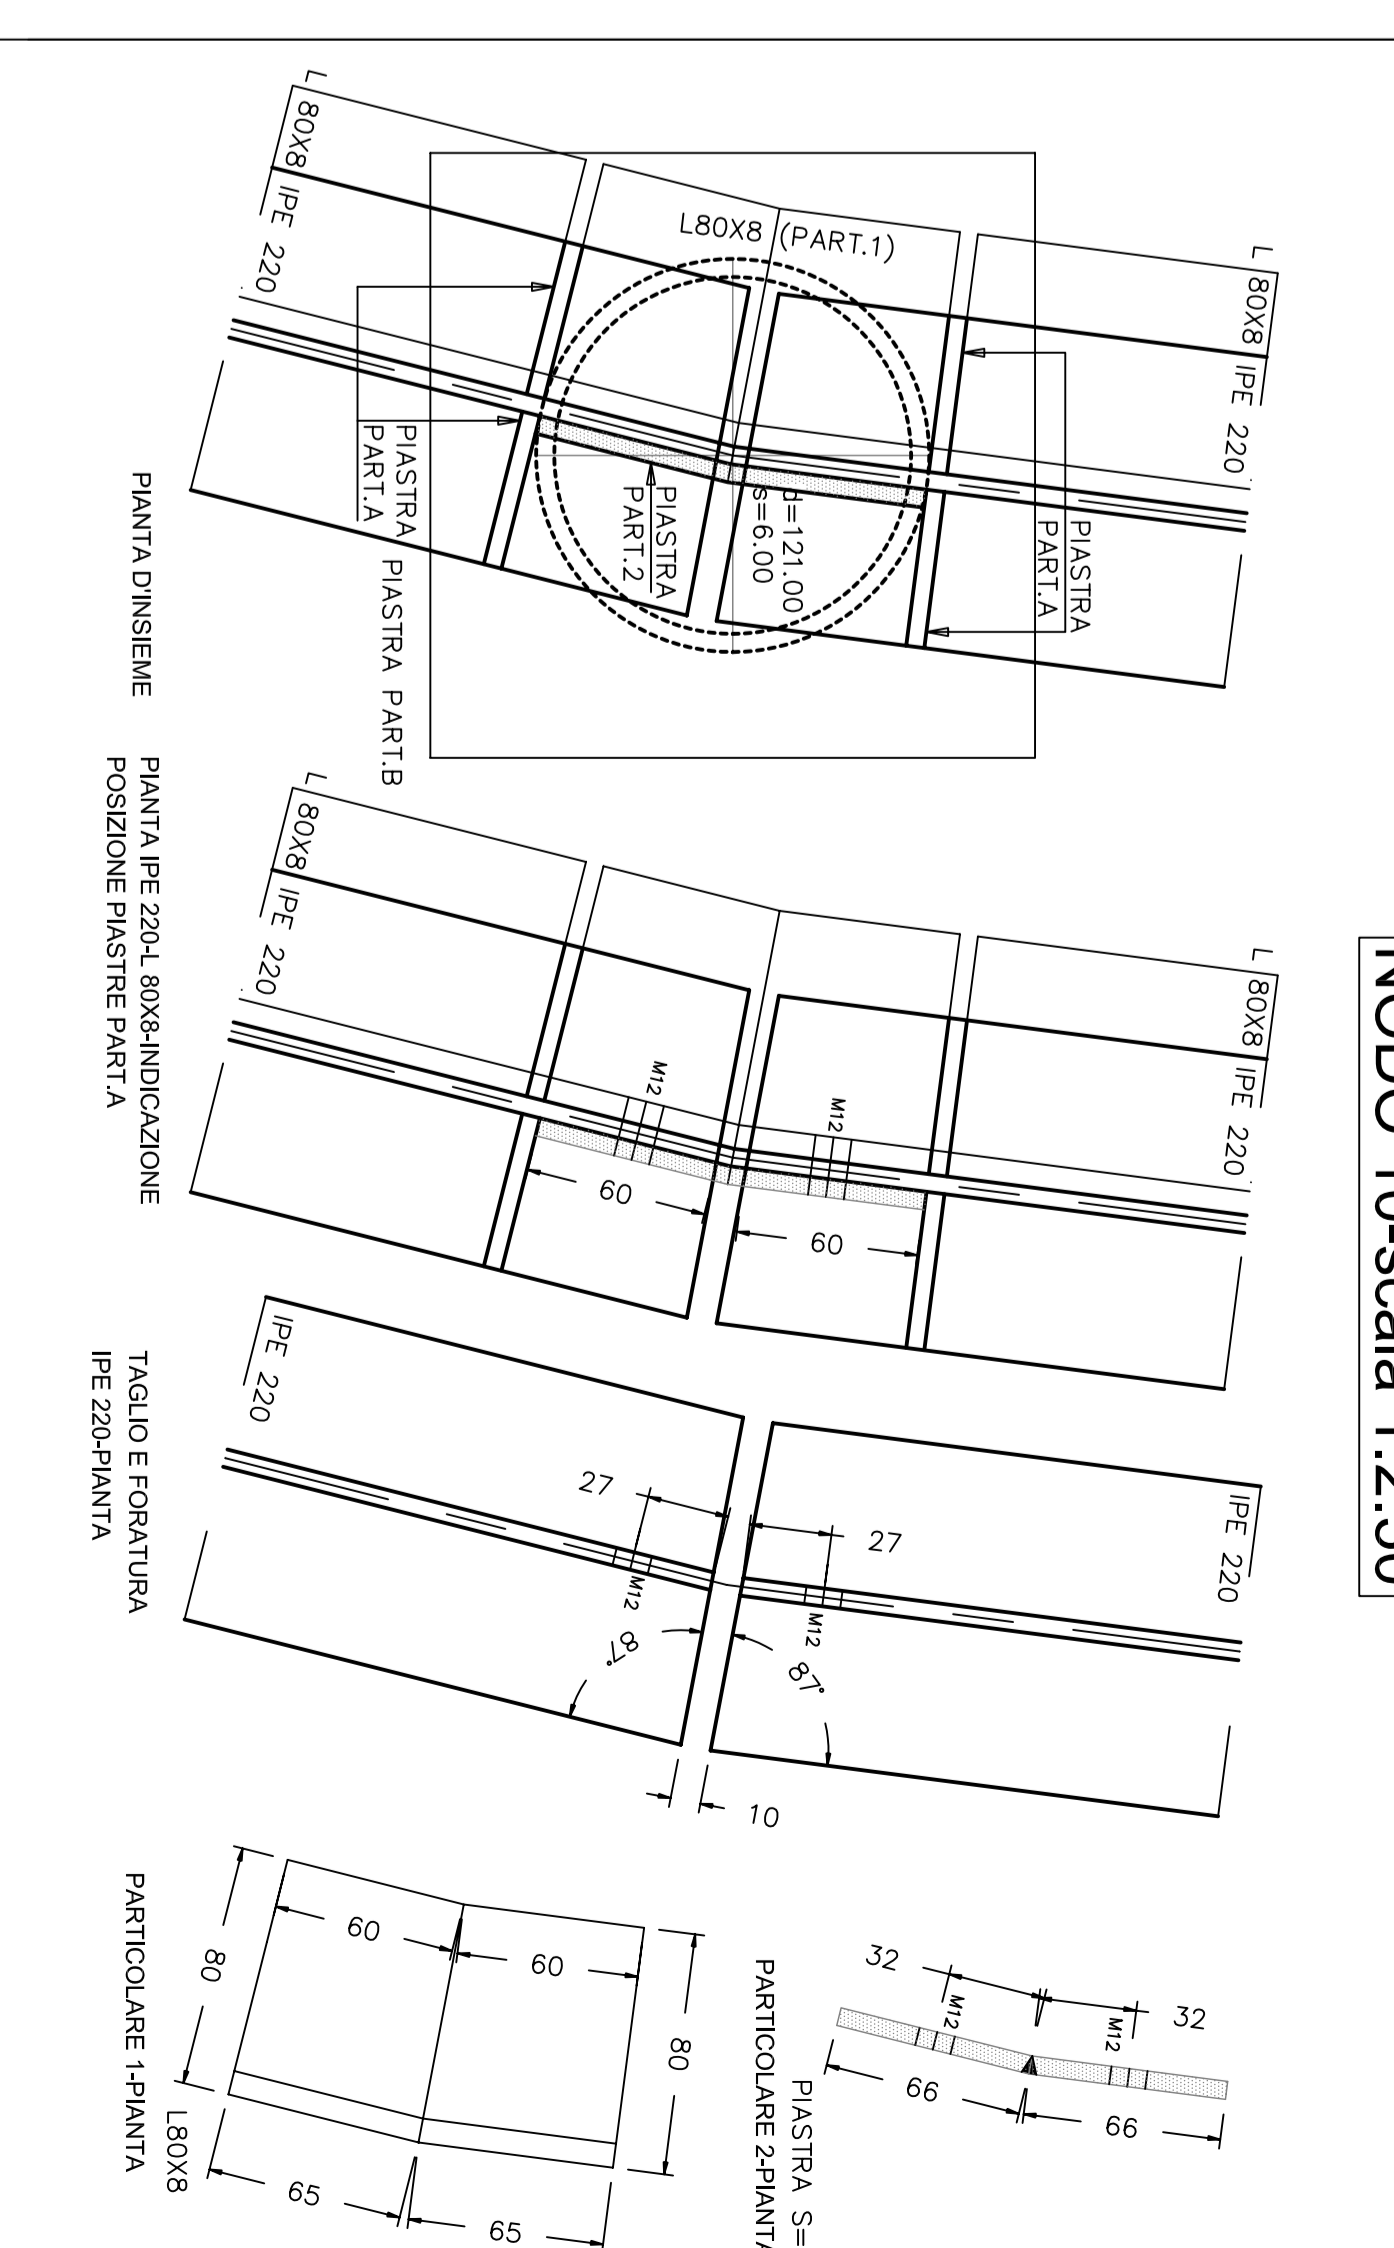 NODO 10-scala 1:2.50
L 80X8
IPE 220
L80X8 (PART.1)
L 80X8
IPE 220
d=121.00
s=6.00
PIASTRA
PART.2
PIASTRA
PART.A
PIASTRA
PART.A
PIASTRA PART.B
PIANTA D'INSIEME
L 80X8
IPE 220
L 80X8
IPE 220
M12
M12
60
60
PIANTA IPE 220-L 80X8-INDICAZIONE
POSIZIONE PIASTRE PART.A
IPE 220
IPE 220
27
27
M12
M12
87°
87°
10
TAGLIO E FORATURA
IPE 220-PIANTA
60
60
80
80
65
65
L80X8
PARTICOLARE 1-PIANTA
32
32
M12
M12
66
66
PIASTRA S=
PARTICOLARE 2-PIANTA